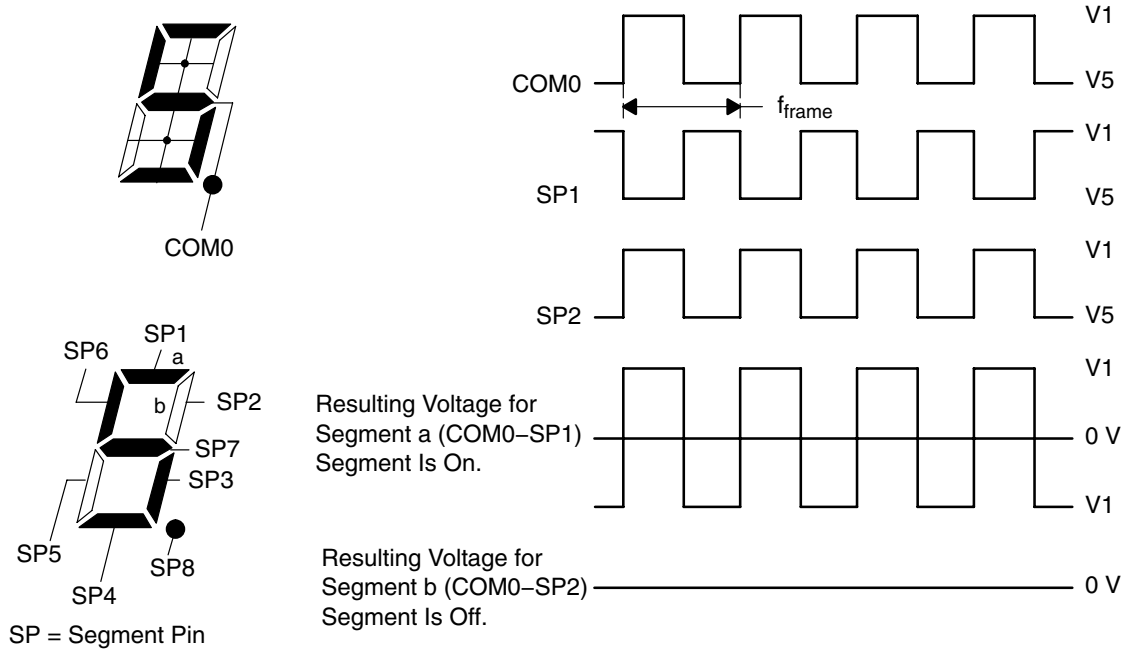 COM0
SP1
a
SP6
b
SP2
SP7
SP3
SP5
SP8
SP4
SP = Segment Pin
V1
COM0
V5
fframe
V1
SP1
V5
V1
SP2
V5
V1
Resulting Voltage for
Segment a (COM0−SP1)
Segment Is On.
0 V
V1
Resulting Voltage for
Segment b (COM0−SP2)
Segment Is Off.
0 V